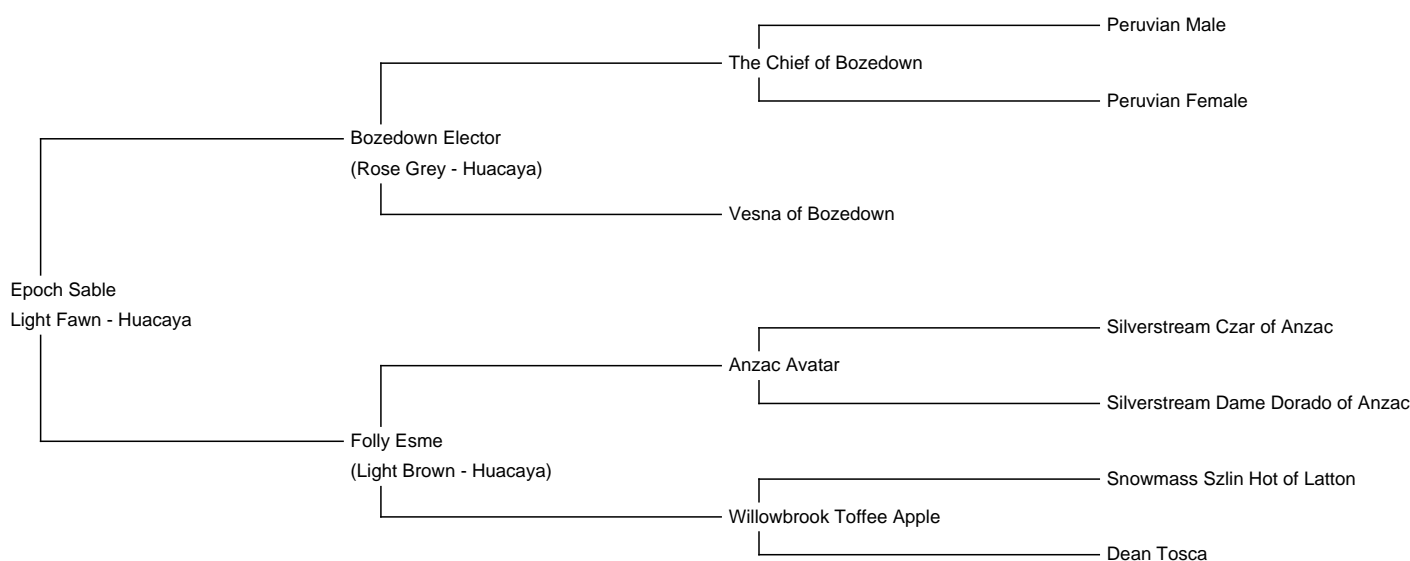 Peruvian Male
The Chief of Bozedown
Peruvian Female
Bozedown Elector
(Rose Grey - Huacaya)
Vesna of Bozedown
Epoch Sable
Light Fawn - Huacaya
Silverstream Czar of Anzac
Anzac Avatar
Silverstream Dame Dorado of Anzac
Folly Esme
(Light Brown - Huacaya)
Snowmass Szlin Hot of Latton
Willowbrook Toffee Apple
Dean Tosca